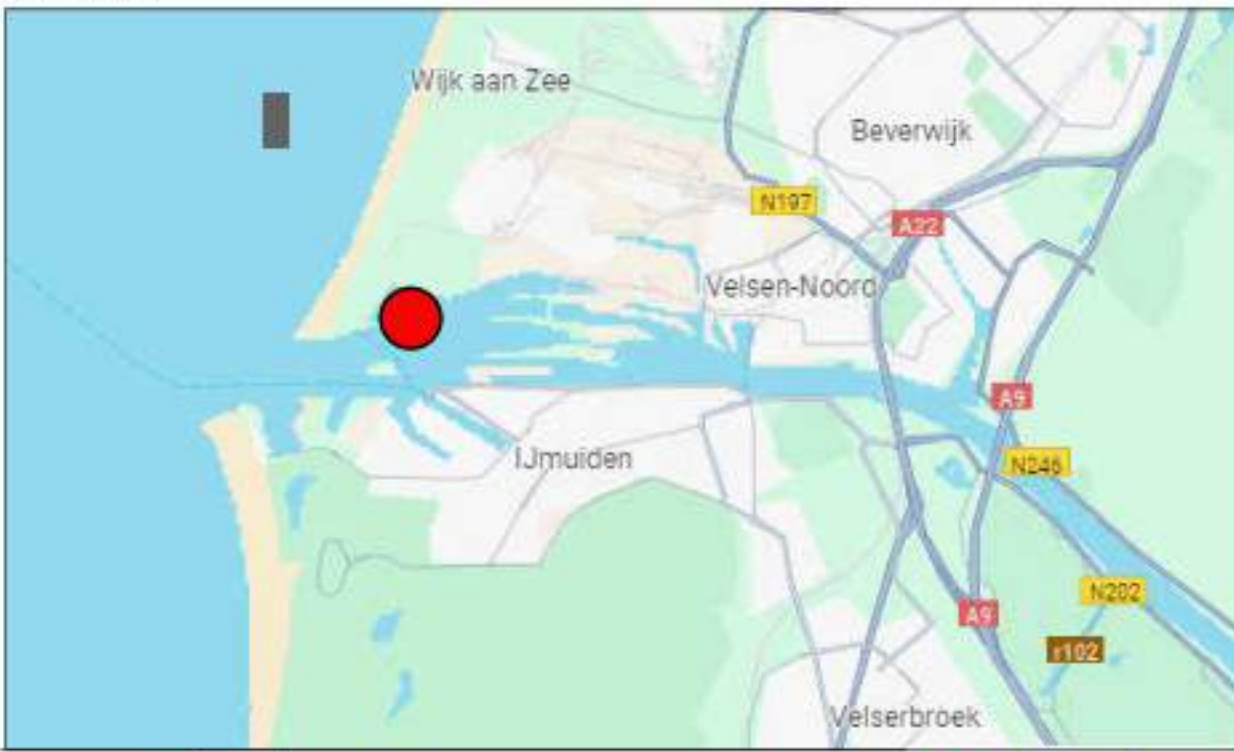 Wijk aan Zee
Beverwijk
N197
A22
Velsen-Noord
A9
IJmuiden
N246
N202
A9
r102
Velserbroek